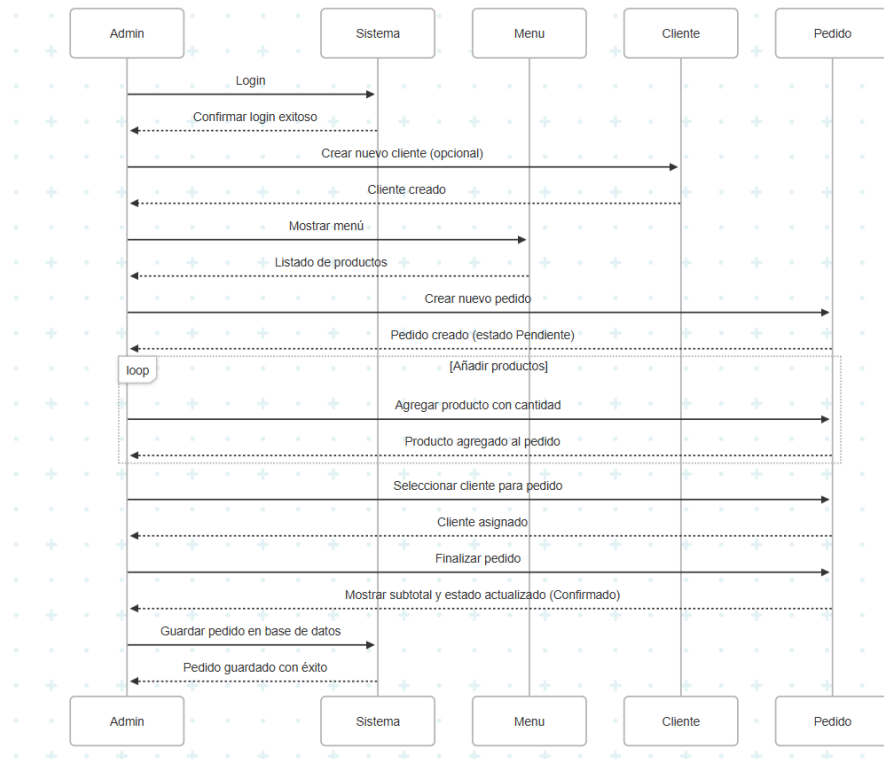 Admin
Sistema
Menu
Cliente
Pedido
Login
Confirmar login exitoso
Crear nuevo cliente (opcional)
Cliente creado
Mostrar menú
Listado de productos
Crear nuevo pedido
Pedido creado (estado Pendiente)
loop
[Añadir productos]
Agregar producto con cantidad
Producto agregado al pedido
Seleccionar cliente para pedido
Cliente asignado
Finalizar pedido
Mostrar subtotal y estado actualizado (Confirmado)
Guardar pedido en base de datos
Pedido guardado con éxito
Admin
Sistema
Menu
Cliente
Pedido